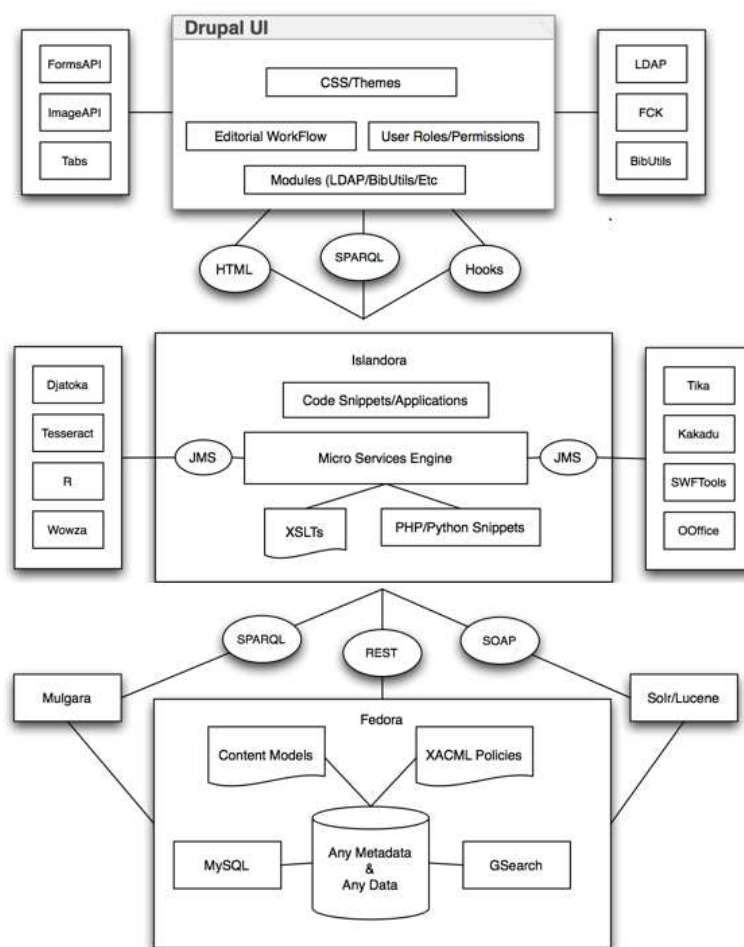 Drupal UI
FormsAPI
ImageAPI
Tabs
CSS/Themes
Editorial WorkFlow
User Roles/Permissions
Modules (LDAP/BibUtils/Etc
LDAP
FCK
BibUtils
HTML
SPARQL
Hooks
Islandora
Djatoka
Tesseract
R
Wowza
Code Snippets/Applications
JMS
Micro Services Engine
JMS
XSLTs
PHP/Python Snippets
Tika
Kakadu
SWFTools
OOffice
SPARQL
REST
SOAP
Mulgara
Solr/Lucene
Fedora
Content Models
XACML Policies
MySQL
Any Metadata
&
Any Data
GSearch